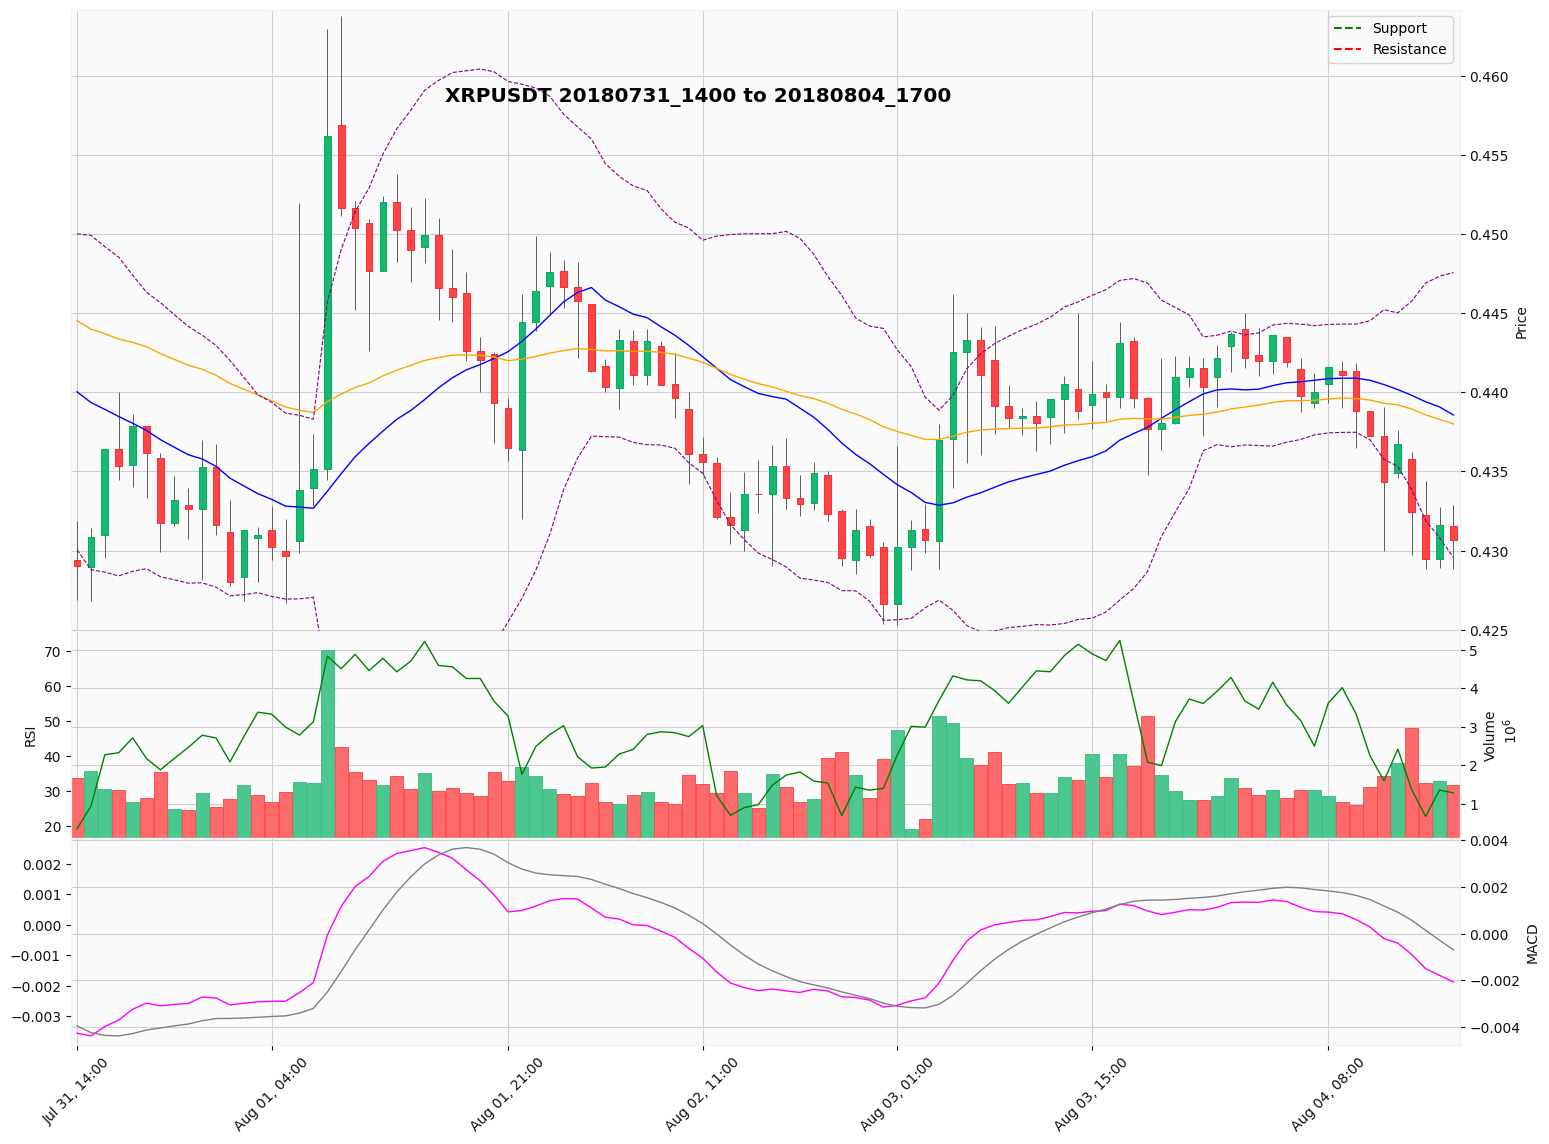 XRPUSDT 20180731_1400 to 20180804_1700
Support
Resistance
0.460
0.455
0.450
0.445
0.440
0.435
0.430
0.425
Price
70
60
50
40
30
20
RSI
5
4
3
2
1
Volume
10^6
0.002
0.001
0.000
−0.001
−0.002
−0.003
0.004
0.002
0.000
−0.002
−0.004
MACD
Jul 31, 14:00
Aug 01, 04:00
Aug 01, 21:00
Aug 02, 11:00
Aug 03, 01:00
Aug 03, 15:00
Aug 04, 08:00